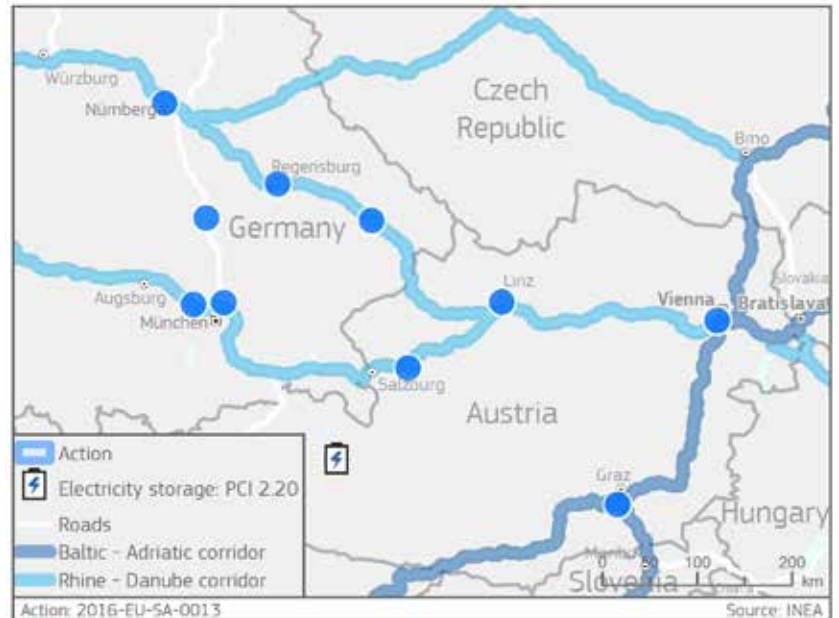 Würzburg
Nürnberg
Czech
Republic
Brno
Regensburg
Germany
Slovakia
Augsburg
München
Linz
Vienna
Bratislava
Salzburg
Austria
Graz
Hungary
Slovenia
0 50 100 200
km
Action
Electricity storage: PCI 2.20
Roads
Baltic - Adriatic corridor
Rhine - Danube corridor
Action: 2016-EU-SA-0013
Source: INEA